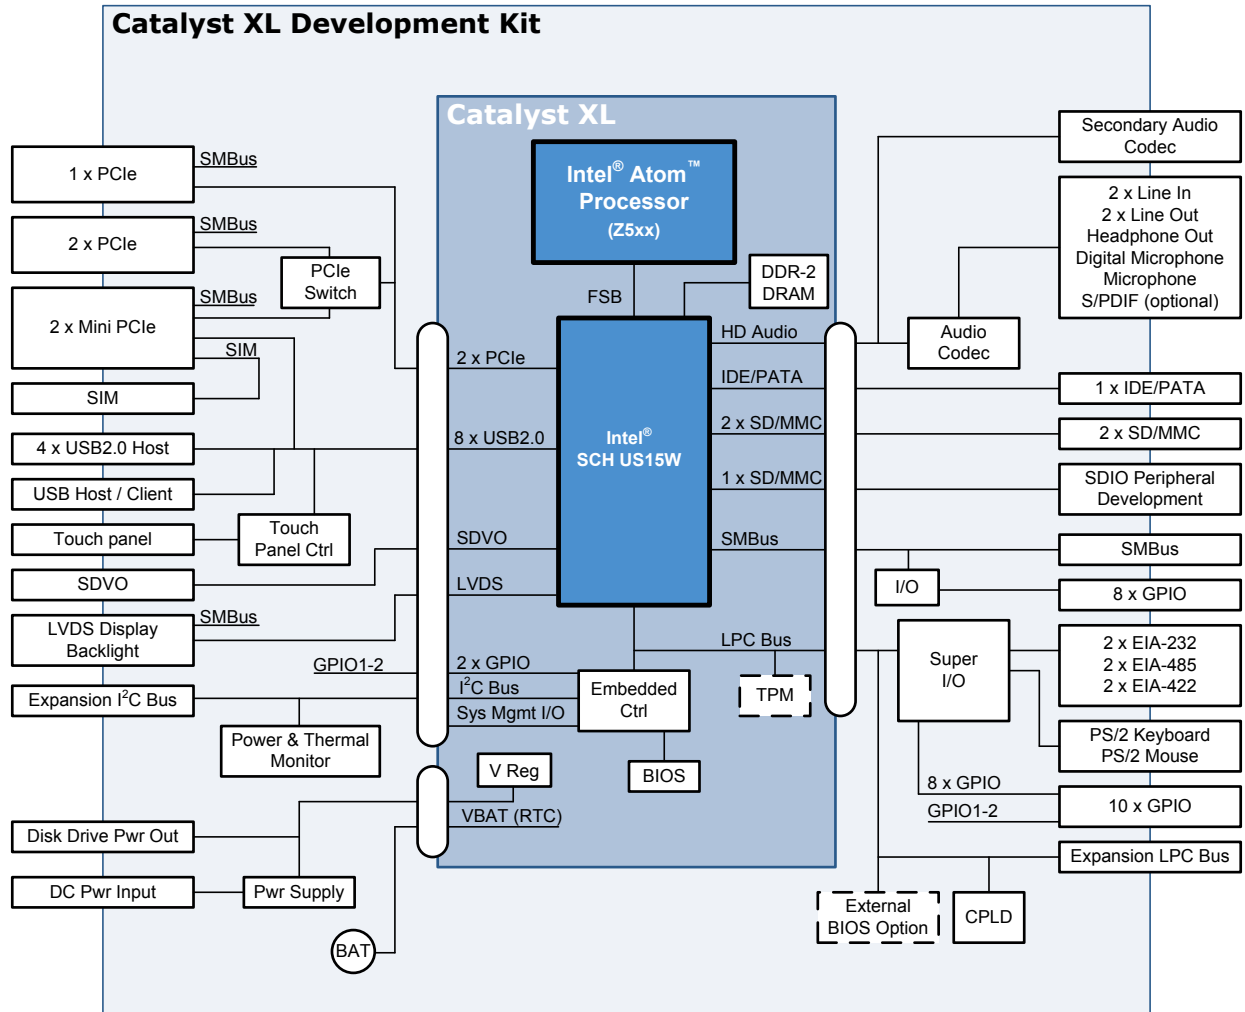 Catalyst XL Development Kit
Catalyst XL
Intel® Atom™
Processor
(Z5xx)
FSB
DDR-2
DRAM
Intel®
SCH US15W
1 x PCIe
SMBus
2 x PCIe
SMBus
PCIe
Switch
2 x Mini PCIe
SMBus
SIM
SIM
4 x USB2.0 Host
USB Host / Client
Touch panel
Touch
Panel Ctrl
SDVO
LVDS Display
Backlight
SMBus
GPIO1-2
Expansion I²C Bus
Power & Thermal
Monitor
Disk Drive Pwr Out
DC Pwr Input
Pwr Supply
BAT
2 x PCIe
8 x USB2.0
SDVO
LVDS
2 x GPIO
I²C Bus
Sys Mgmt I/O
Embedded
Ctrl
BIOS
V Reg
VBAT (RTC)
HD Audio
IDE/PATA
2 x SD/MMC
1 x SD/MMC
SMBus
LPC Bus
TPM
Secondary Audio
Codec
2 x Line In
2 x Line Out
Headphone Out
Digital Microphone
Microphone
S/PDIF (optional)
Audio
Codec
1 x IDE/PATA
2 x SD/MMC
SDIO Peripheral
Development
SMBus
I/O
8 x GPIO
Super
I/O
2 x EIA-232
2 x EIA-485
2 x EIA-422
PS/2 Keyboard
PS/2 Mouse
8 x GPIO
GPIO1-2
10 x GPIO
Expansion LPC Bus
External
BIOS Option
CPLD